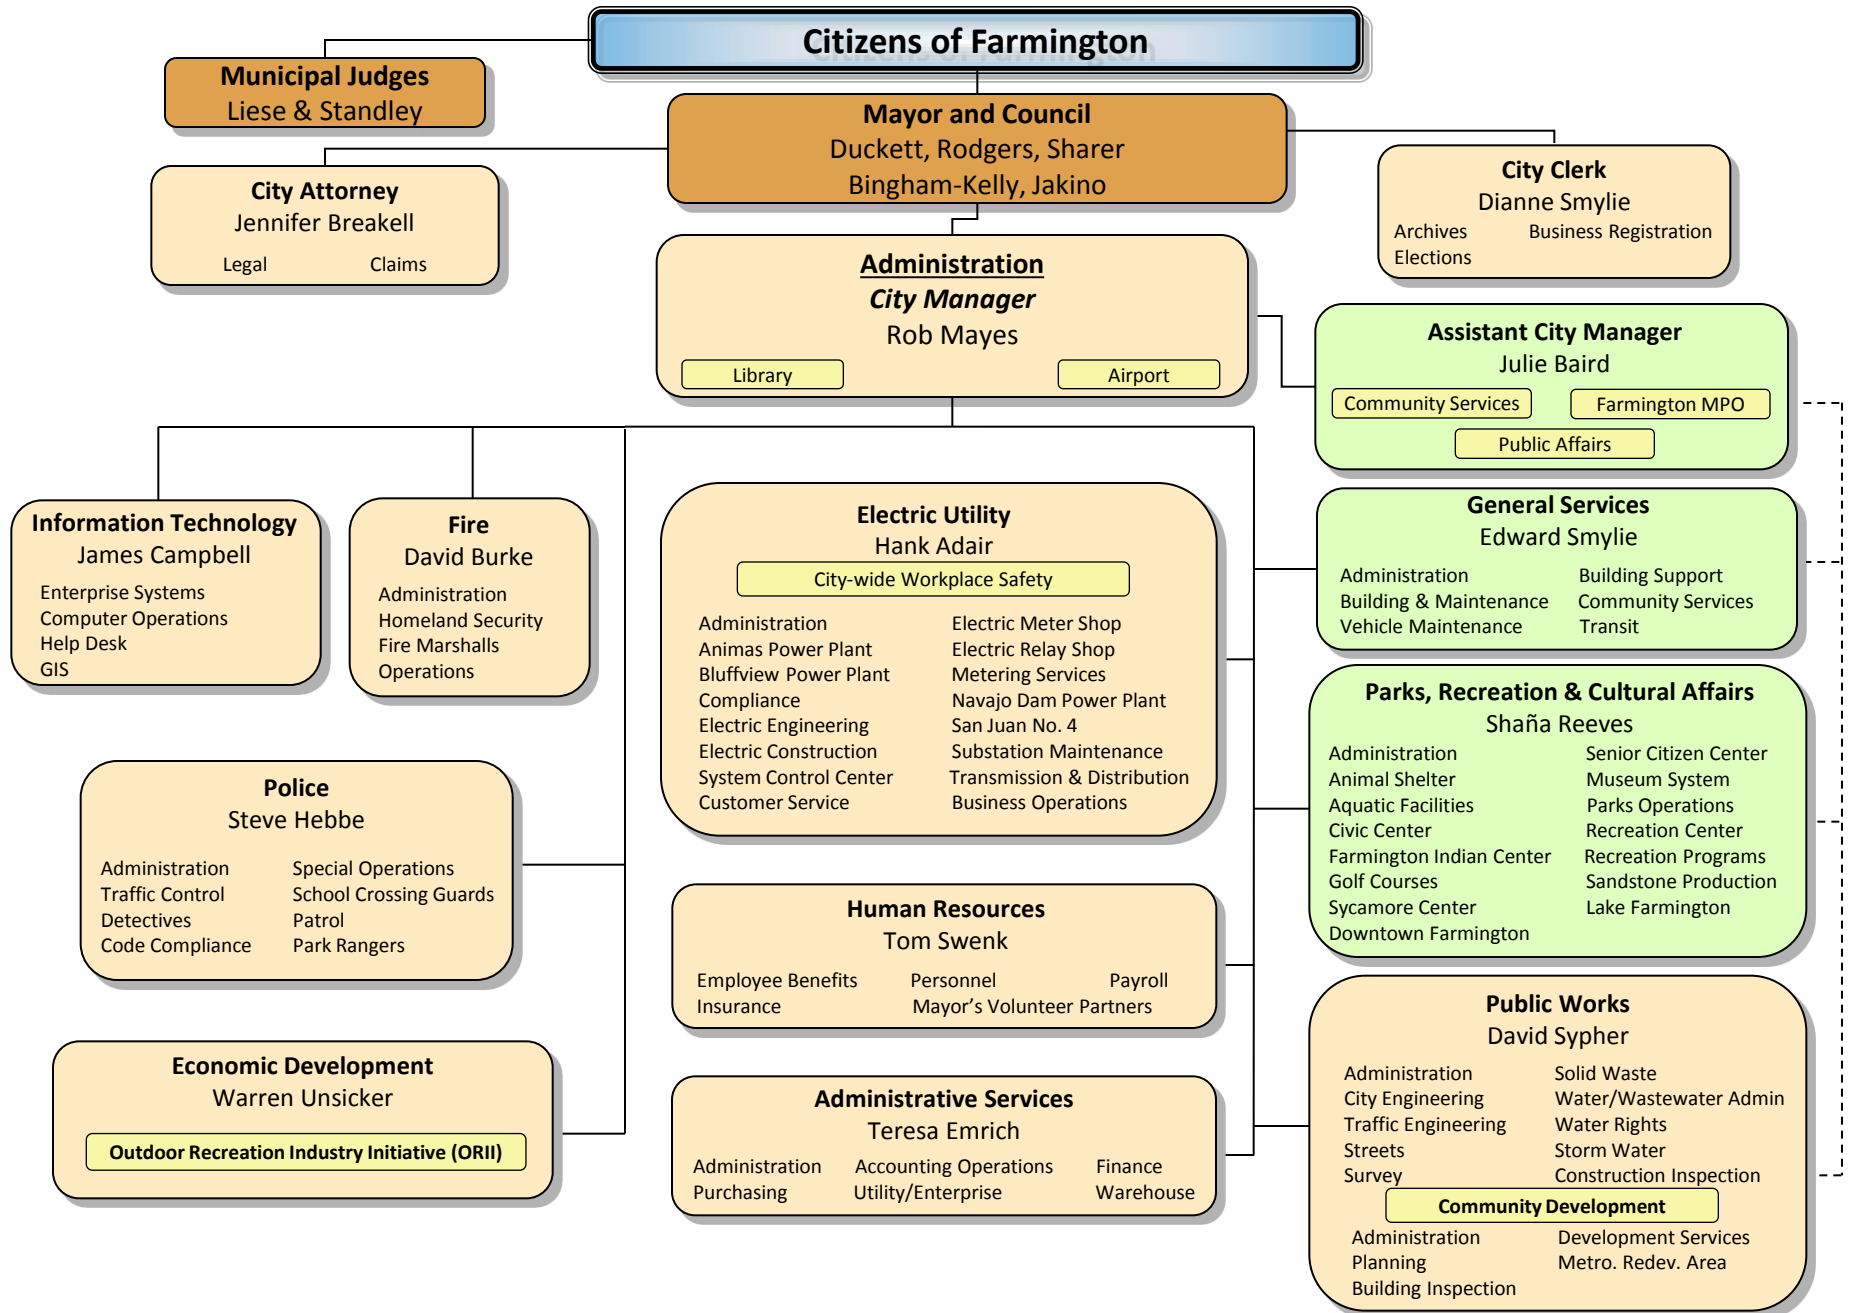 Citizens of Farmington
Municipal Judges
Liese & Standley
Mayor and Council
Duckett, Rodgers, Sharer
Bingham-Kelly, Jakino
City Attorney
Jennifer Breakell
Legal Claims
City Clerk
Dianne Smylie
Archives Business Registration
Elections
Administration
City Manager
Rob Mayes
Library Airport
Assistant City Manager
Julie Baird
Community Services Farmington MPO
Public Affairs
Information Technology
James Campbell
Enterprise Systems
Computer Operations
Help Desk
GIS
Fire
David Burke
Administration
Homeland Security
Fire Marshalls
Operations
Electric Utility
Hank Adair
City-wide Workplace Safety
Administration Electric Meter Shop
Animas Power Plant Electric Relay Shop
Bluffview Power Plant Metering Services
Compliance Navajo Dam Power Plant
Electric Engineering San Juan No. 4
Electric Construction Substation Maintenance
System Control Center Transmission & Distribution
Customer Service Business Operations
General Services
Edward Smylie
Administration Building Support
Building & Maintenance Community Services
Vehicle Maintenance Transit
Parks, Recreation & Cultural Affairs
Shaña Reeves
Administration Senior Citizen Center
Animal Shelter Museum System
Aquatic Facilities Parks Operations
Civic Center Recreation Center
Farmington Indian Center Recreation Programs
Golf Courses Sandstone Production
Sycamore Center Lake Farmington
Downtown Farmington
Police
Steve Hebbe
Administration Special Operations
Traffic Control School Crossing Guards
Detectives Patrol
Code Compliance Park Rangers
Human Resources
Tom Swenk
Employee Benefits Personnel Payroll
Insurance Mayor’s Volunteer Partners
Public Works
David Sypher
Administration Solid Waste
City Engineering Water/Wastewater Admin
Traffic Engineering Water Rights
Streets Storm Water
Survey Construction Inspection
Community Development
Administration Development Services
Planning Metro. Redev. Area
Building Inspection
Economic Development
Warren Unsicker
Outdoor Recreation Industry Initiative (ORII)
Administrative Services
Teresa Emrich
Administration Accounting Operations Finance
Purchasing Utility/Enterprise Warehouse